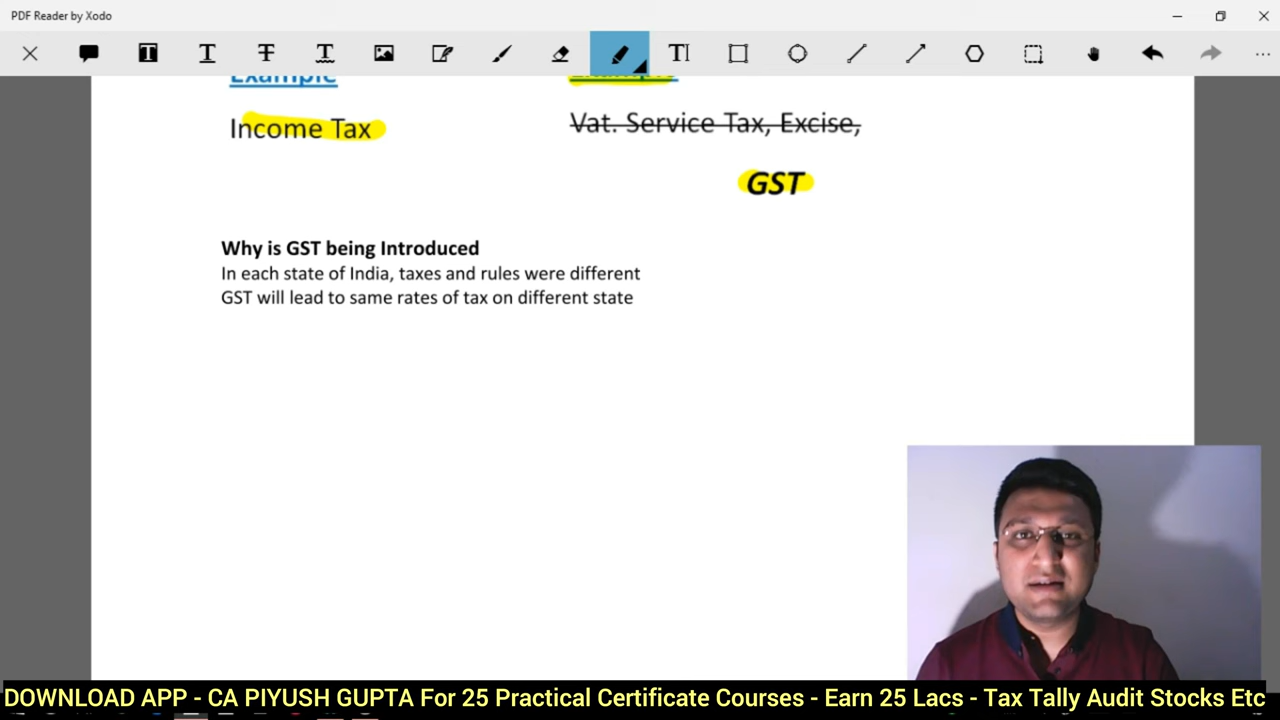 PDF Reader by Xodo
Example
Example
Income Tax
Vat. Service Tax, Excise,
GST
Why is GST being Introduced
In each state of India, taxes and rules were different
GST will lead to same rates of tax on different state
DOWNLOAD APP - CA PIYUSH GUPTA For 25 Practical Certificate Courses - Earn 25 Lacs - Tax Tally Audit Stocks Etc